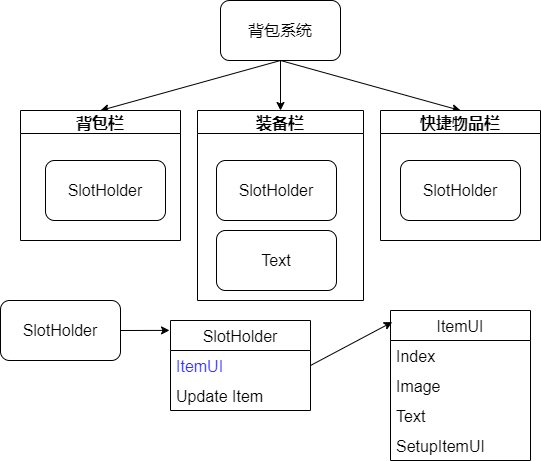 背包系统
背包栏
装备栏
快捷物品栏
SlotHolder
SlotHolder
SlotHolder
Text
SlotHolder
SlotHolder
ItemUI
Update Item
ItemUI
Index
Image
Text
SetupItemUI